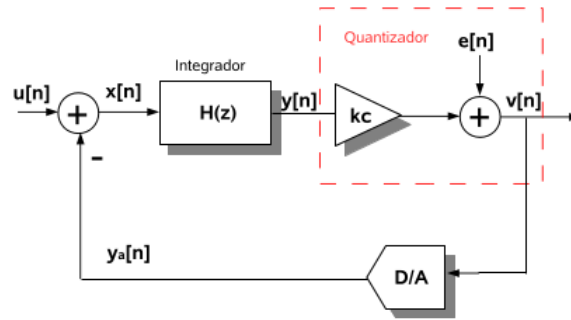 Quantizador
e[n]
Integrador
u[n]
x[n]
y[n]
v[n]
+
H(z)
kc
+
-
yₐ[n]
D/A